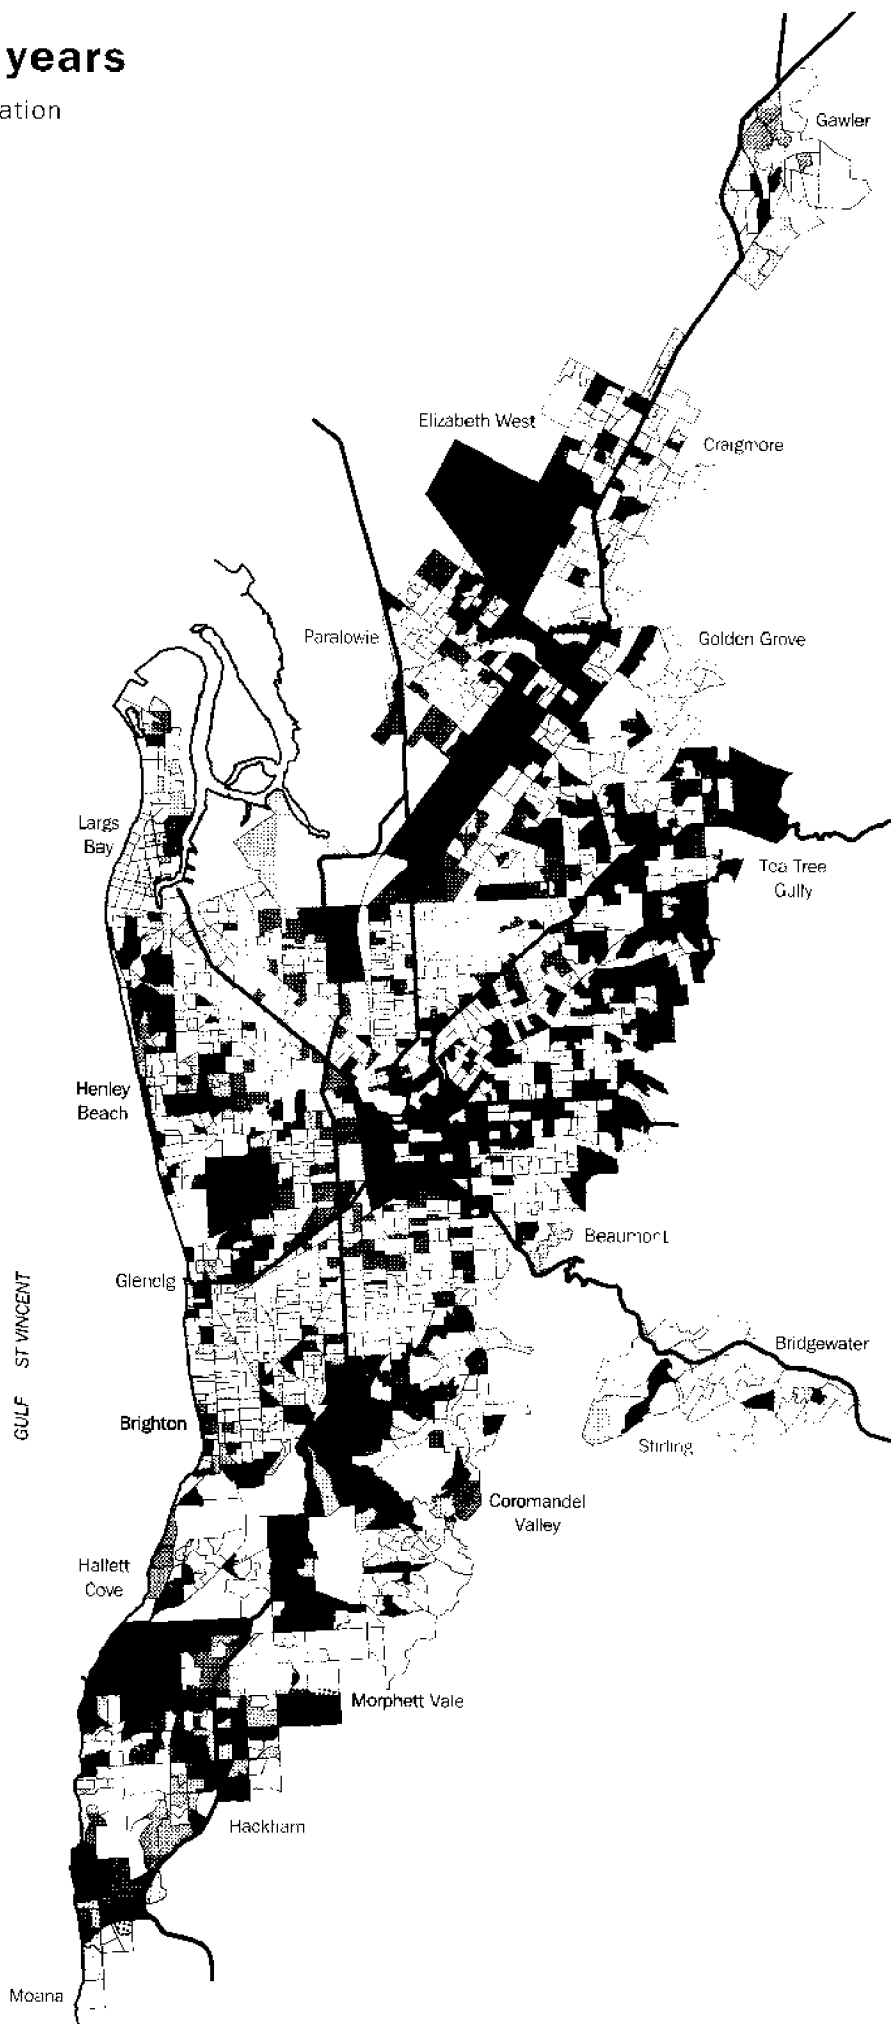 years
ation
Gawler
Elizabeth West
Craigmore
Paralowie
Golden Grove
Largs
Bay
Tea Tree
Gully
Henley
Beach
Beaumont
Glenelg
GULF ST VINCENT
Bridgewater
Brighton
Stirling
Coromandel
Valley
Hallett
Cove
Morphett Vale
Hackham
Moana